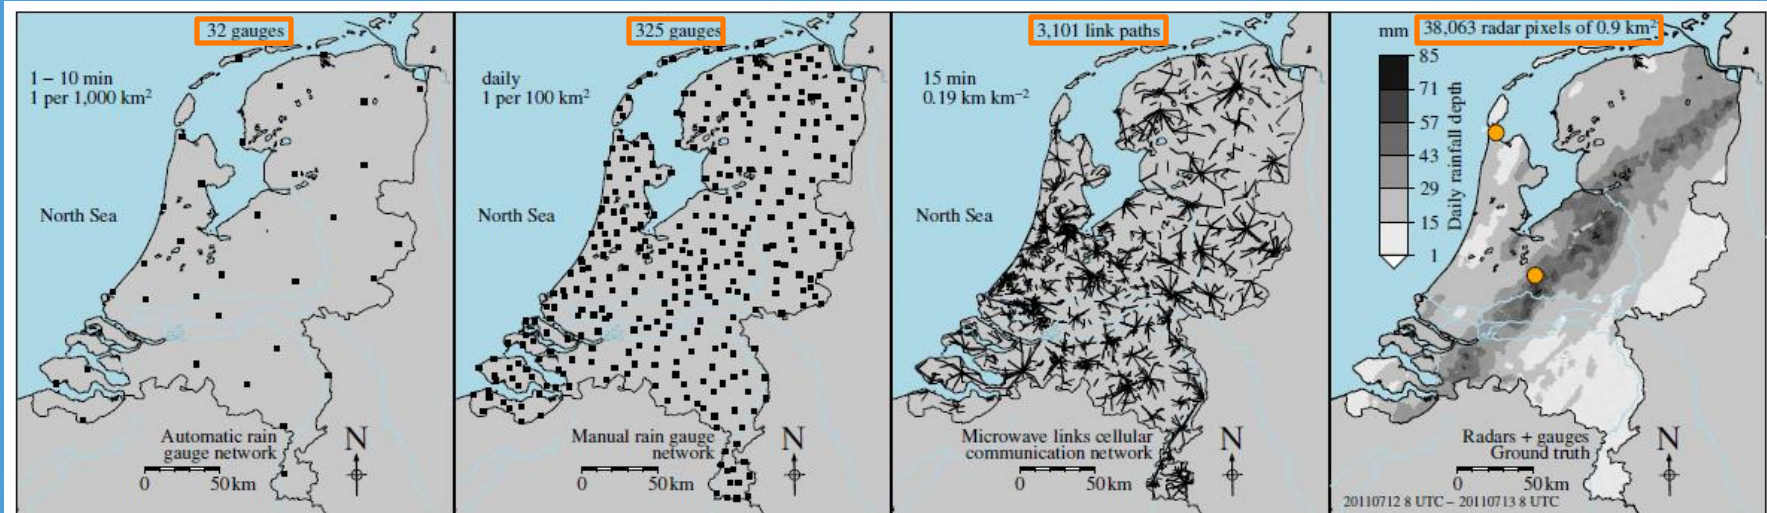 32 gauges
1 – 10 min
1 per 1,000 km²
North Sea
Automatic rain
gauge network
N
0 50 km
325 gauges
daily
1 per 100 km²
North Sea
Manual rain gauge
network
N
0 50 km
3,101 link paths
15 min
0.19 km km⁻²
North Sea
Microwave links cellular
communication network
N
0 50 km
38,063 radar pixels of 0.9 km²
mm
85
71
57
43
29
15
1
Daily rainfall depth
Radars + gauges
Ground truth
N
0 50 km
20110712 8 UTC – 20110713 8 UTC